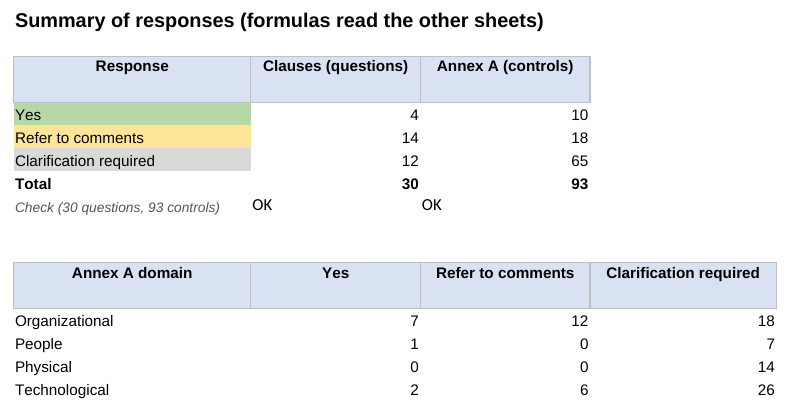 Summary of responses (formulas read the other sheets)
Response Clauses (questions) Annex A (controls)
Yes 4 10
Refer to comments 14 18
Clarification required 12 65
Total 30 93
Check (30 questions, 93 controls) OK OK
Annex A domain Yes Refer to comments Clarification required
Organizational 7 12 18
People 1 0 7
Physical 0 0 14
Technological 2 6 26